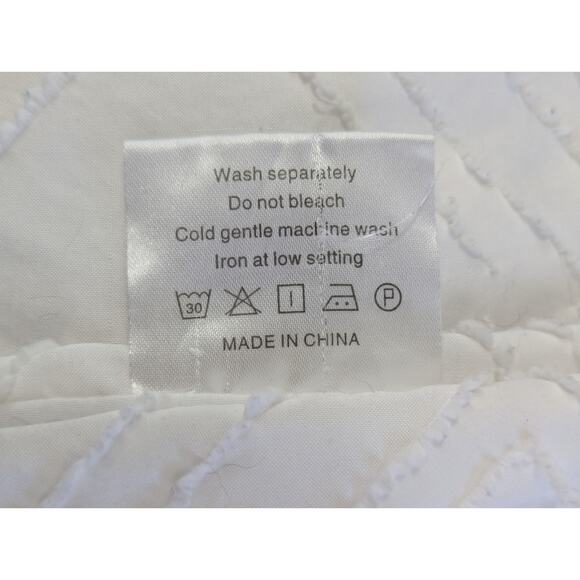 Wash separately
Do not bleach
Cold gentle machine wash
Iron at low setting
30 P
MADE IN CHINA